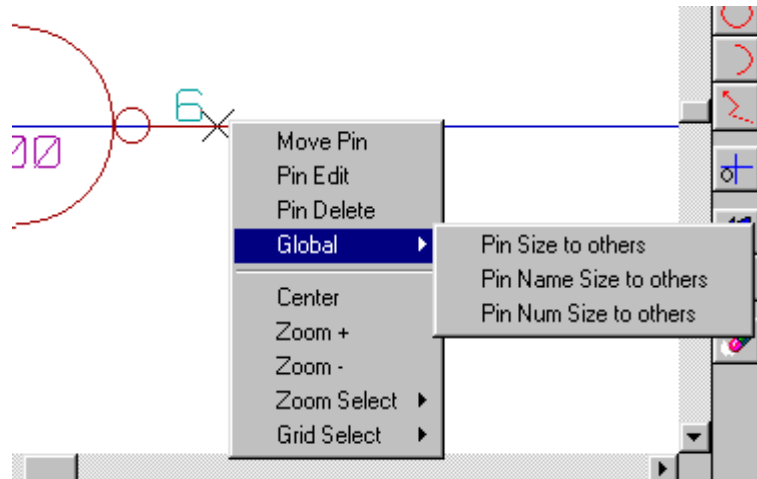 6
00
Move Pin
Pin Edit
Pin Delete
Global
Pin Size to others
Pin Name Size to others
Pin Num Size to others
Center
Zoom +
Zoom -
Zoom Select
Grid Select